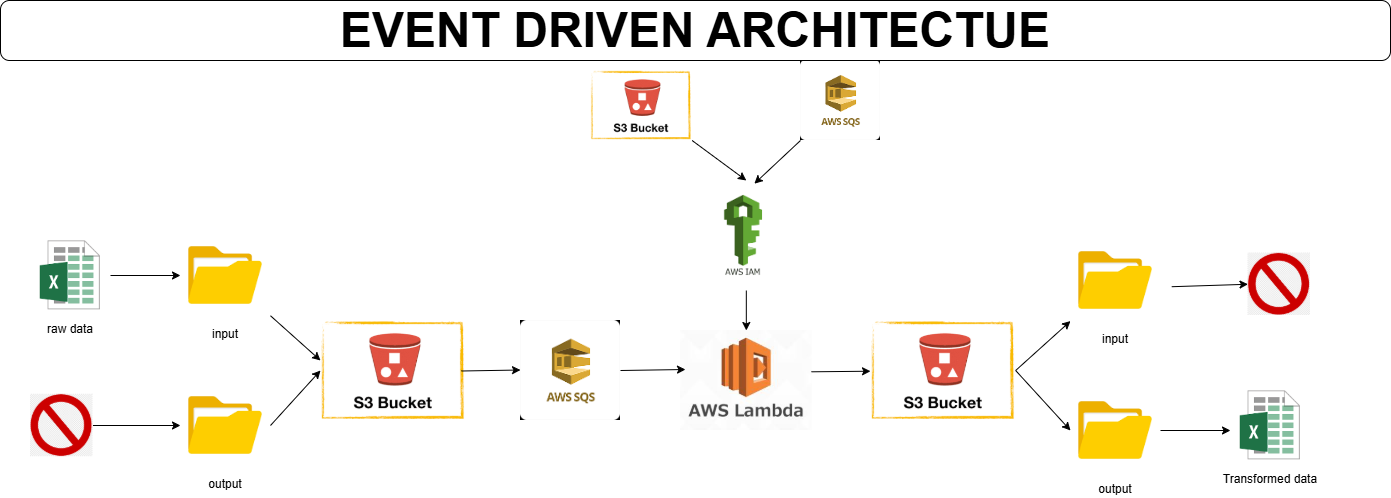 EVENT DRIVEN ARCHITECTUE
S3 Bucket
AWS SQS
AWS IAM
X
raw data
input
input
S3 Bucket
AWS SQS
AWS Lambda
S3 Bucket
X
output
output
Transformed data